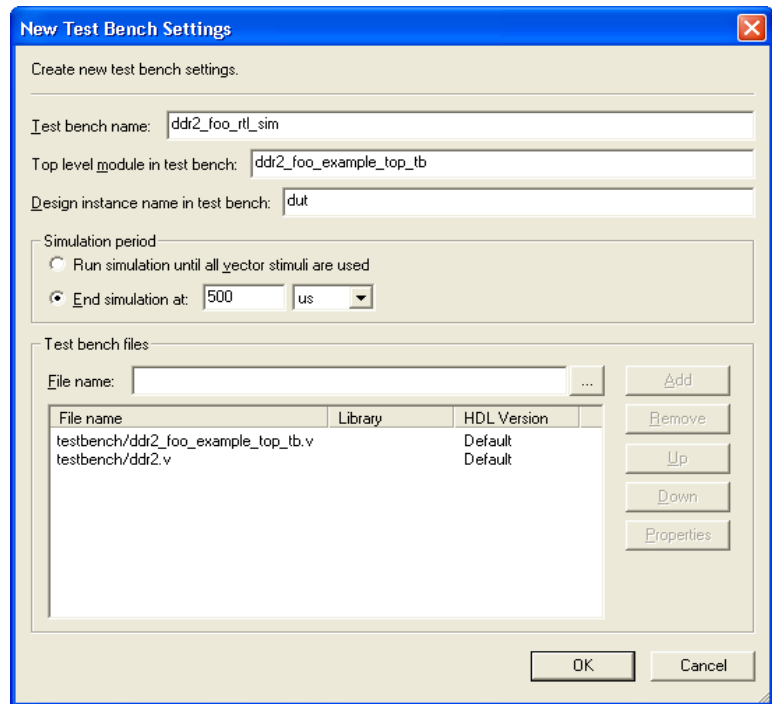 New Test Bench Settings
Create new test bench settings.
Test bench name: ddr2_foo_rtl_sim
Top level module in test bench: ddr2_foo_example_top_tb
Design instance name in test bench: dut
Simulation period
Run simulation until all vector stimuli are used
End simulation at: 500 us
Test bench files
File name: ... Add
File name Library HDL Version Remove
testbench/ddr2_foo_example_top_tb.v Default
testbench/ddr2.v Default Up
Down
Properties
OK Cancel